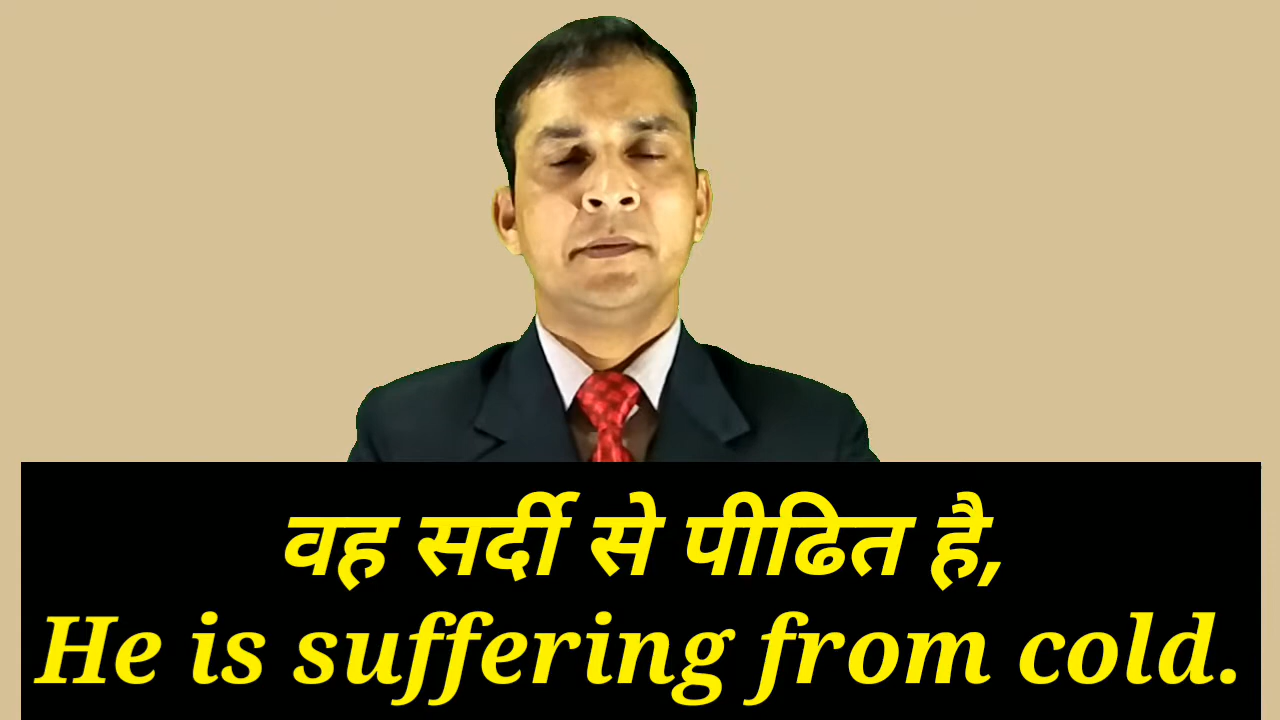 वह सर्दी से पीढित है,
He is suffering from cold.